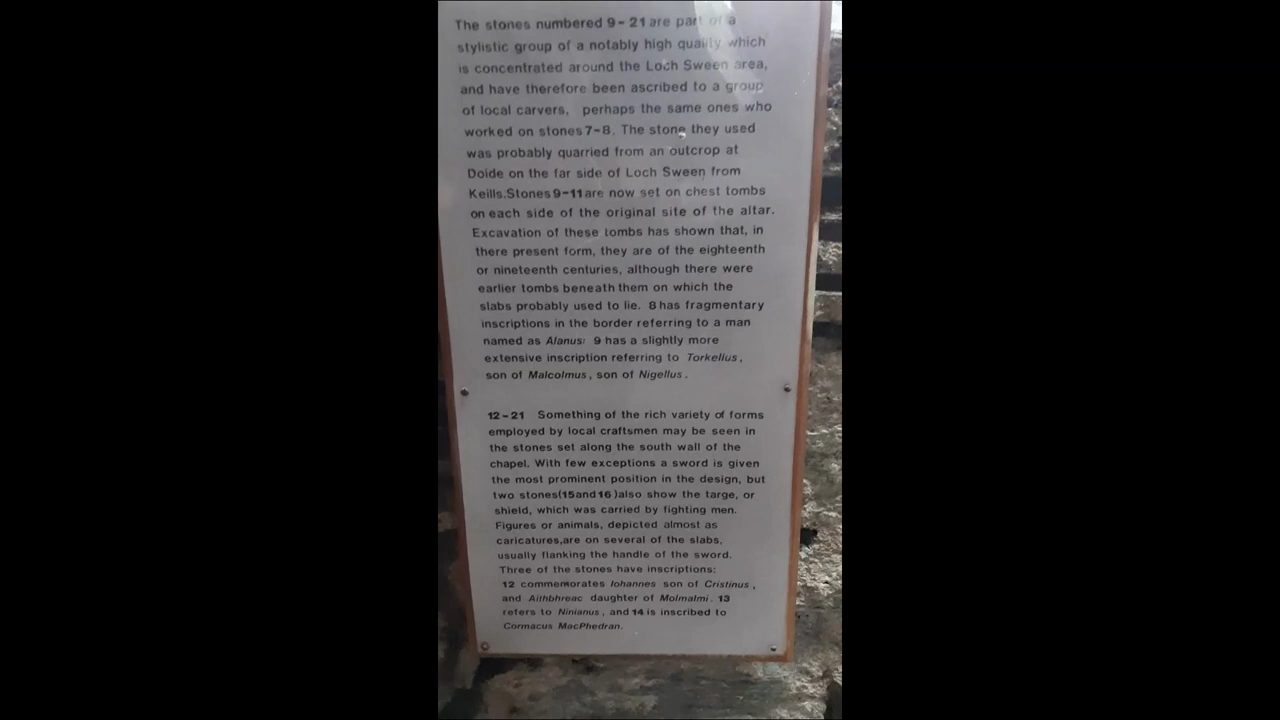 The stones numbered 9-21 are part of a
stylistic group of a notably high quality which
is concentrated around the Loch Sween area,
and have therefore been ascribed to a group
of local carvers, perhaps the same ones who
worked on stones 7-8. The stone they used
was probably quarried from an outcrop at
Doide on the far side of Loch Sween from
Keills.Stones 9-11 are now set on chest tombs
on each side of the original site of the altar.
Excavation of these tombs has shown that, in
there present form, they are of the eighteenth
or nineteenth centuries, although there were
earlier tombs beneath them on which the
slabs probably used to lie. 8 has fragmentary
inscriptions in the border referring to a man
named as Alanus: 9 has a slightly more
extensive inscription referring to Torkellus,
son of Malcolmus, son of Nigellus.
12-21 Something of the rich variety of forms
employed by local craftsmen may be seen in
the stones set along the south wall of the
chapel. With few exceptions a sword is given
the most prominent position in the design, but
two stones(15and16)also show the targe, or
shield, which was carried by fighting men.
Figures or animals, depicted almost as
caricatures,are on several of the slabs,
usually flanking the handle of the sword.
Three of the stones have inscriptions:
12 commemorates Iohannes son of Cristinus,
and Aithbhreac daughter of Molmalmi. 13
refers to Ninianus, and 14 is inscribed to
Cormacus MacPhedran.